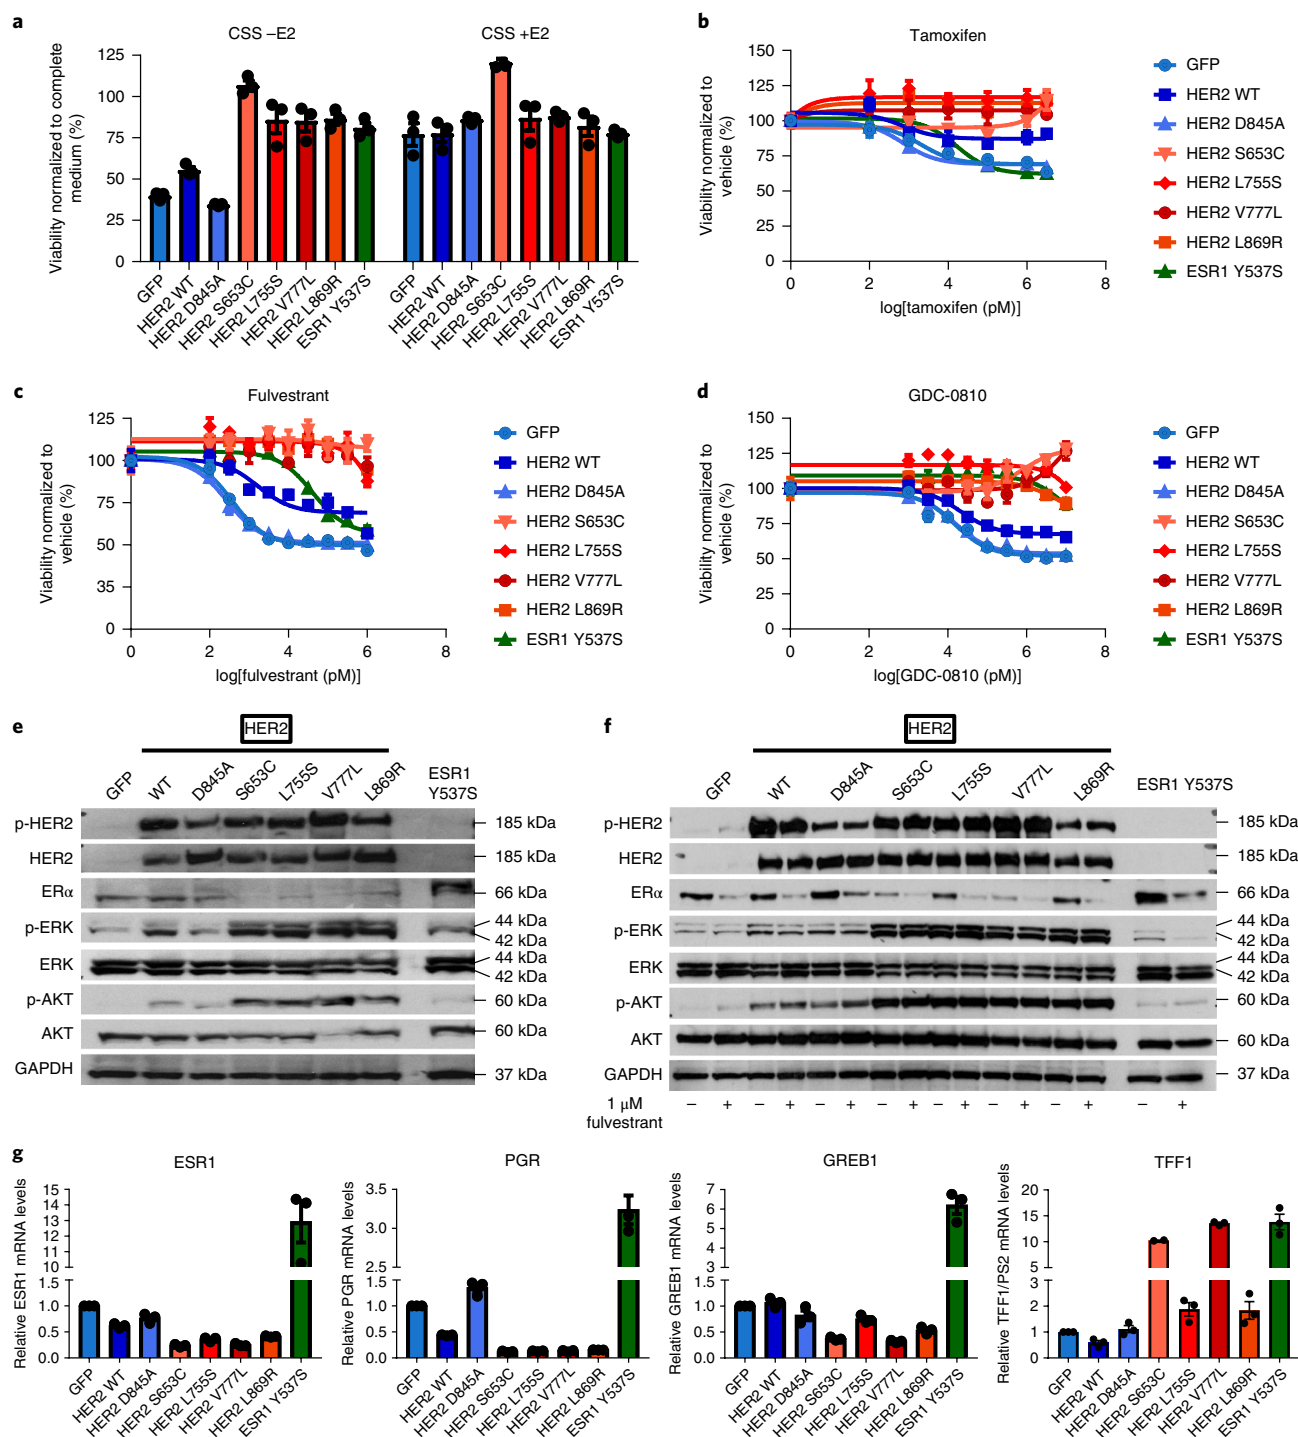 a
CSS –E2
CSS +E2
Viability normalized to complete
medium (%)
125
100
75
50
25
0
GFP
HER2 WT
HER2 D845A
HER2 S653C
HER2 L755S
HER2 V777L
HER2 L869R
ESR1 Y537S
GFP
HER2 WT
HER2 D845A
HER2 S653C
HER2 L755S
HER2 V777L
HER2 L869R
ESR1 Y537S
b
Tamoxifen
Viability normalized to
vehicle (%)
150
125
100
75
50
25
0
0 2 4 6 8
log[tamoxifen (pM)]
GFP
HER2 WT
HER2 D845A
HER2 S653C
HER2 L755S
HER2 V777L
HER2 L869R
ESR1 Y537S
c
Fulvestrant
Viability normalized to
vehicle (%)
125
100
75
50
35
0
0 2 4 6 8
log[fulvestrant (pM)]
GFP
HER2 WT
HER2 D845A
HER2 S653C
HER2 L755S
HER2 V777L
HER2 L869R
ESR1 Y537S
d
GDC-0810
Viability normalized to
vehicle (%)
150
125
100
75
50
25
0
0 2 4 6 8
log[GDC-0810 (pM)]
GFP
HER2 WT
HER2 D845A
HER2 S653C
HER2 L755S
HER2 V777L
HER2 L869R
ESR1 Y537S
e
HER2
GFP WT D845A S653C L755S V777L L869R ESR1
Y537S
p-HER2 185 kDa
HER2 185 kDa
ERα 66 kDa
p-ERK 44 kDa
42 kDa
ERK 44 kDa
42 kDa
p-AKT 60 kDa
AKT 60 kDa
GAPDH 37 kDa
f
HER2
GFP WT D845A S653C L755S V777L L869R ESR1 Y537S
p-HER2 185 kDa
HER2 185 kDa
ERα 66 kDa
p-ERK 44 kDa
42 kDa
ERK 44 kDa
42 kDa
p-AKT 60 kDa
AKT 60 kDa
GAPDH 37 kDa
1 µM
fulvestrant
– + – + – + – + – + – + – + – +
g
ESR1
Relative ESR1 mRNA levels
15
14
13
12
11
10
1.5
1.0
0.5
0
GFP
HER2 WT
HER2 D845A
HER2 S653C
HER2 L755S
HER2 V777L
HER2 L869R
ESR1 Y537S
PGR
Relative PGR mRNA levels
3.5
3.0
2.5
1.5
1.0
0.5
0
GFP
HER2 WT
HER2 D845A
HER2 S653C
HER2 L755S
HER2 V777L
HER2 L869R
ESR1 Y537S
GREB1
Relative GREB1 mRNA levels
7
6
5
4
3
1.5
1.0
0.5
0
GFP
HER2 WT
HER2 D845A
HER2 S653C
HER2 L755S
HER2 V777L
HER2 L869R
ESR1 Y537S
TFF1
Relative TFF1/PS2 mRNA levels
20
15
10
5
3
2
1
0
GFP
HER2 WT
HER2 D845A
HER2 S653C
HER2 L755S
HER2 V777L
HER2 L869R
ESR1 Y537S